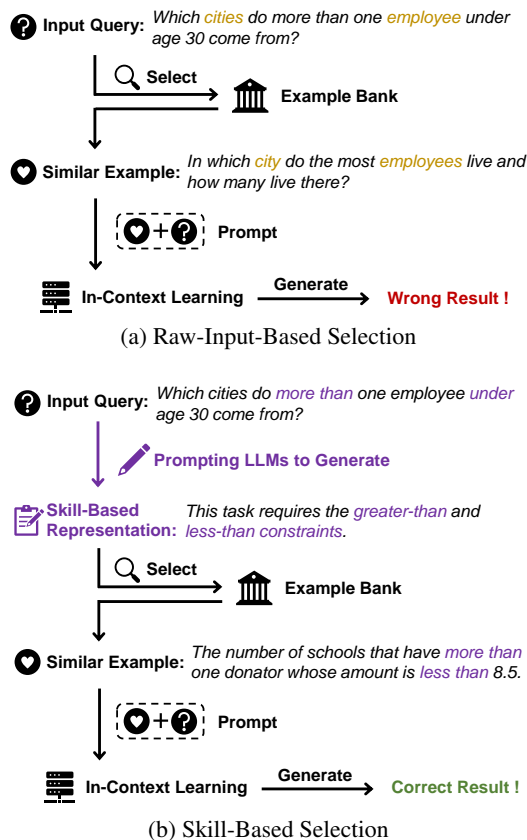 Input Query: Which cities do more than one employee under
age 30 come from?
Select
Example Bank
Similar Example: In which city do the most employees live and
how many live there?
+ Prompt
In-Context Learning Generate Wrong Result !
(a) Raw-Input-Based Selection
Input Query: Which cities do more than one employee under
age 30 come from?
Prompting LLMs to Generate
Skill-Based This task requires the greater-than and
Representation: less-than constraints.
Select
Example Bank
Similar Example: The number of schools that have more than
one donator whose amount is less than 8.5.
+ Prompt
In-Context Learning Generate Correct Result !
(b) Skill-Based Selection